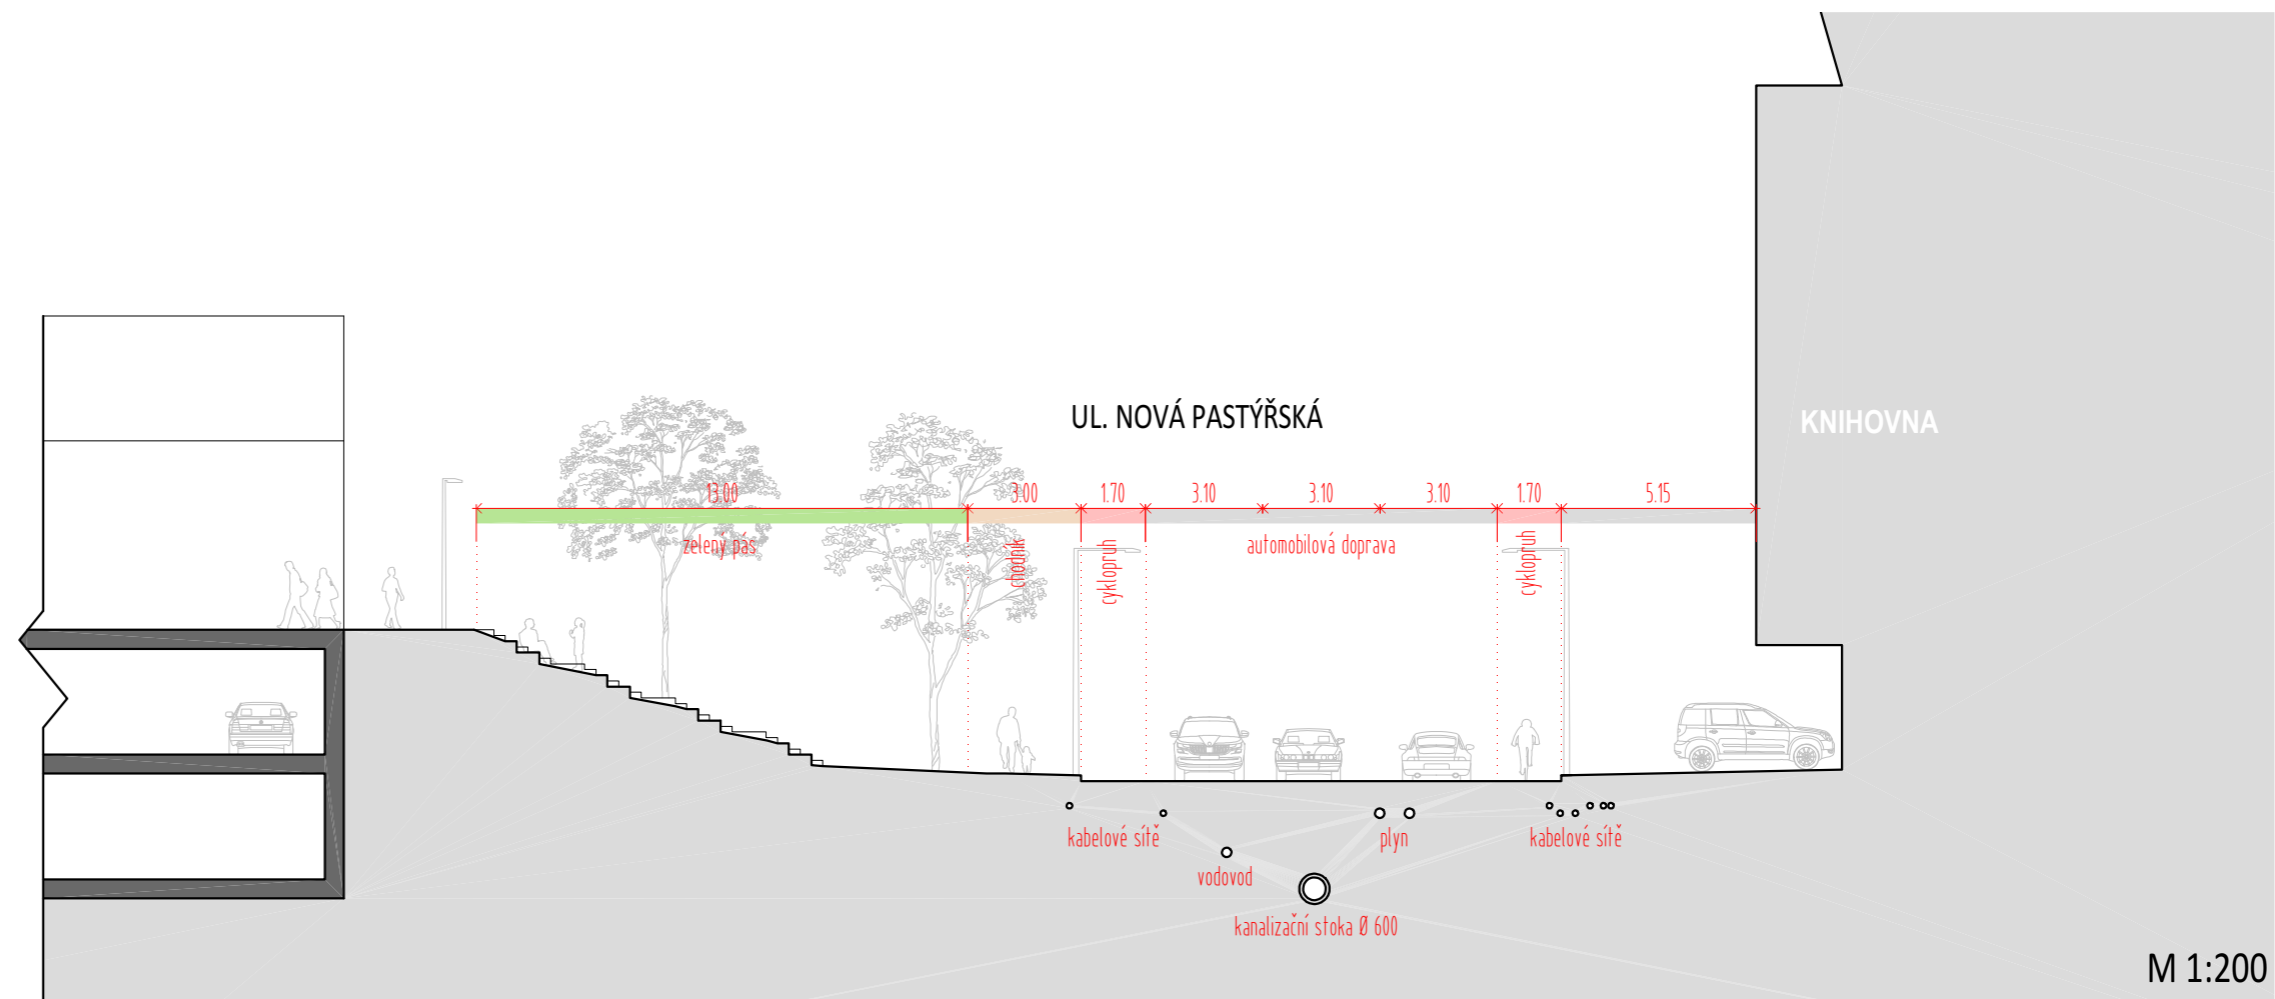 UL. NOVÁ PASTÝŘSKÁ
KNIHOVNA
13.00 3.00 1.70 3.10 3.10 3.10 1.70 5.15
zelený pás
chodník
cyklopruh
automobilová doprava
cyklopruh
kabelové sítě
plyn
kabelové sítě
vodovod
kanalizační stoka Ø 600
M 1:200